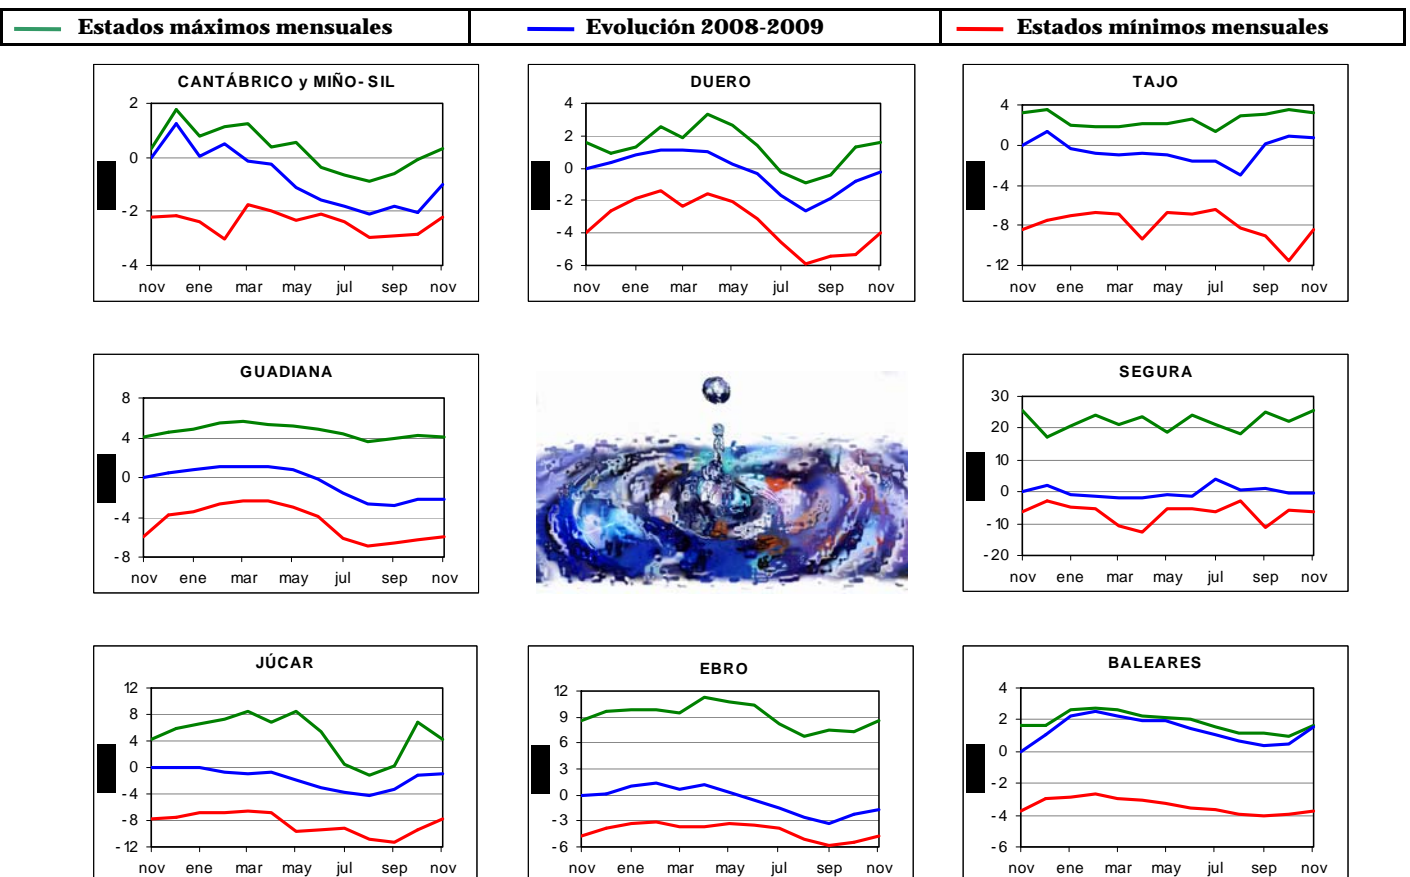 Estados máximos mensuales Evolución 2008-2009 Estados mínimos mensuales
CANTÁBRICO y MIÑO- SIL
2
0
-2
-4
nov ene mar may jul sep nov
DUERO
4
2
0
-2
-4
-6
nov ene mar may jul sep nov
TAJO
4
0
-4
-8
-12
nov ene mar may jul sep nov
GUADIANA
8
4
0
-4
-8
nov ene mar may jul sep nov
SEGURA
30
20
10
0
-10
-20
nov ene mar may jul sep nov
JÚCAR
12
8
4
0
-4
-8
-12
nov ene mar may jul sep nov
EBRO
12
9
6
3
0
-3
-6
nov ene mar may jul sep nov
BALEARES
4
2
0
-2
-4
-6
nov ene mar may jul sep nov